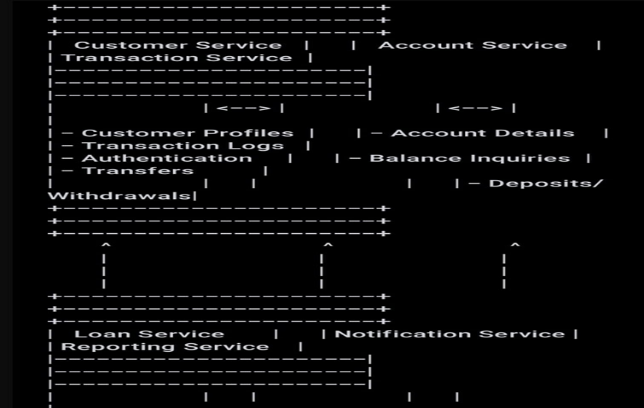 +---------------------------+
+---------------------------+
+---------------------------+
|   Customer Service   |     |   Account Service    |
| Transaction Service  |
|--------------------------|
|--------------------------|
|--------------------------|
|                      | <--> |                      | <--> |
|
| - Customer Profiles  |     | - Account Details    |
| - Transaction Logs   |
| - Authentication     |     | - Balance Inquiries  |
| - Transfers          |
|                      |     |                      |     | - Deposits/
Withdrawals|
+---------------------------+
+---------------------------+
+---------------------------+
^                           ^                       ^
|                           |                       |
|                           |                       |
|                           |                       |
+---------------------------+
+---------------------------+
+---------------------------+
|   Loan Service       |     | Notification Service |
| Reporting Service    |
|--------------------------|
|--------------------------|
|--------------------------|
|                      |     |                      |     |